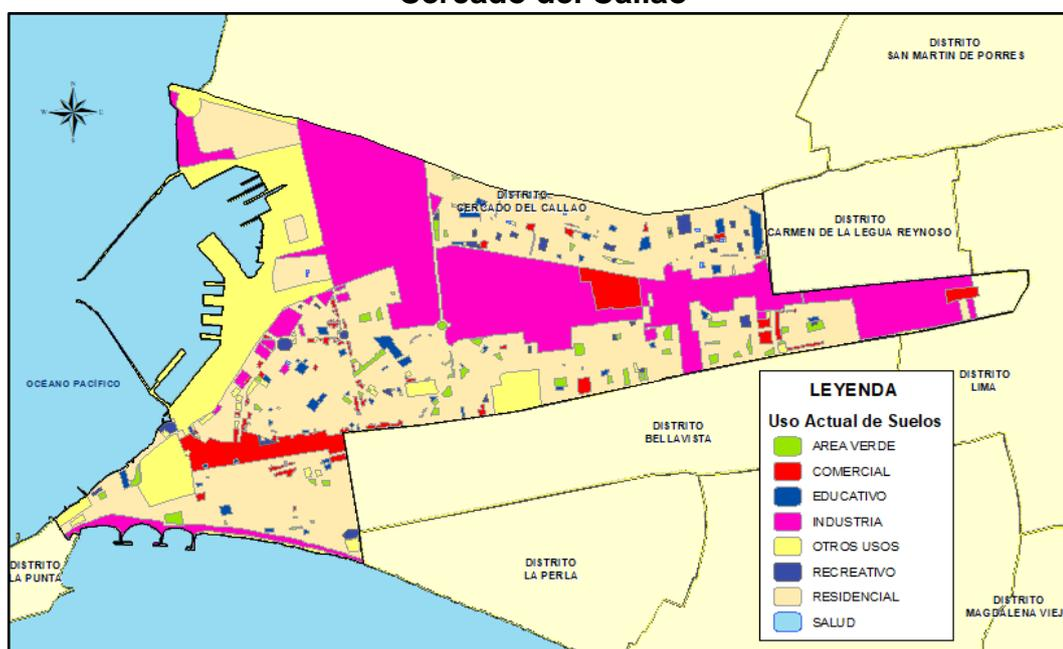 Cercado del Callao
DISTRITO
SAN MARTIN DE PORRES
N
W E
S
DISTRITO
CERCADO DEL CALLAO
DISTRITO
CARMEN DE LA LEGUA REYNOSO
OCÉANO PACÍFICO
DISTRITO
LIMA
DISTRITO
BELLAVISTA
DISTRITO
LA PUNTA
DISTRITO
LA PERLA
DISTRITO
MAGDALENA VIEJ
LEYENDA
Uso Actual de Suelos
AREA VERDE
COMERCIAL
EDUCATIVO
INDUSTRIA
OTROS USOS
RECREATIVO
RESIDENCIAL
SALUD